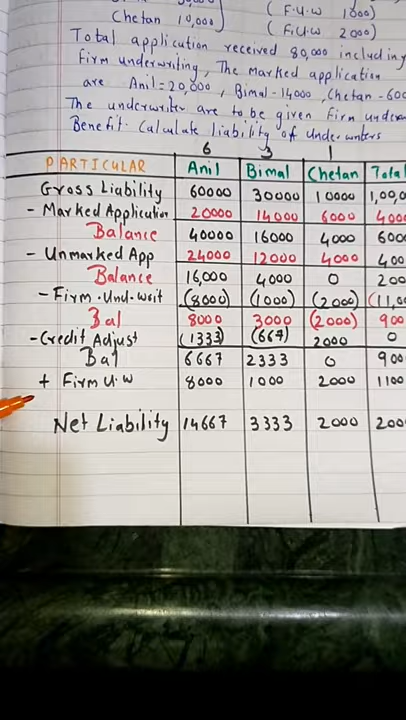 ( F.U.W 1000)
Chetan 10,000) ( F.U.W 2000)
Total application received 80,000 including
Firm underwriting, The Marked application
are Anil=20,000, Bimal-14000, Chetan-600
The underwriter are to be given Firm under
Benefit. Calculate liability of underwriters
6 3 1
PARTICULAR Anil Bimal Chetan Total
Gross Liability 60000 30000 10000 1,00,0
- Marked Application 20000 14000 6000 400
Balance 40000 16000 4000 600
- Unmarked App 24000 12000 4000 400
Balance 16,000 4000 0 200
- Firm.Und.writ (8000) (1000) (2000) (11,00
Bal 8000 3000 (2000) 900
- Credit Adjust (1333) (667) 2000 0
Bal 6667 2333 0 900
+ Firm U.W 8000 1000 2000 1100
Net Liability 14667 3333 2000 200